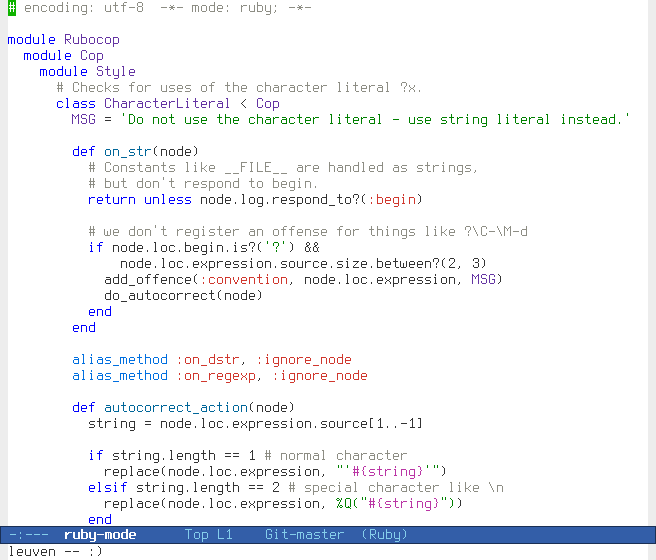 # encoding: utf-8  -*- mode: ruby; -*-

module Rubocop
  module Cop
    module Style
      # Checks for uses of the character literal ?x.
      class CharacterLiteral < Cop
        MSG = 'Do not use the character literal - use string literal instead.'

        def on_str(node)
          # Constants like __FILE__ are handled as strings,
          # but don't respond to begin.
          return unless node.log.respond_to?(:begin)

          # we don't register an offense for things like ?\C-\M-d
          if node.loc.begin.is?('?') &&
              node.loc.expression.source.size.between?(2, 3)
            add_offence(:convention, node.loc.expression, MSG)
            do_autocorrect(node)
          end
        end

        alias_method :on_dstr, :ignore_node
        alias_method :on_regexp, :ignore_node

        def autocorrect_action(node)
          string = node.loc.expression.source[1..-1]

          if string.length == 1 # normal character
            replace(node.loc.expression, "'#{string}'")
          elsif string.length == 2 # special character like \n
            replace(node.loc.expression, %Q("#{string}"))
          end
-:---  ruby-mode      Top L1    Git-master  (Ruby)
leuven -- :)